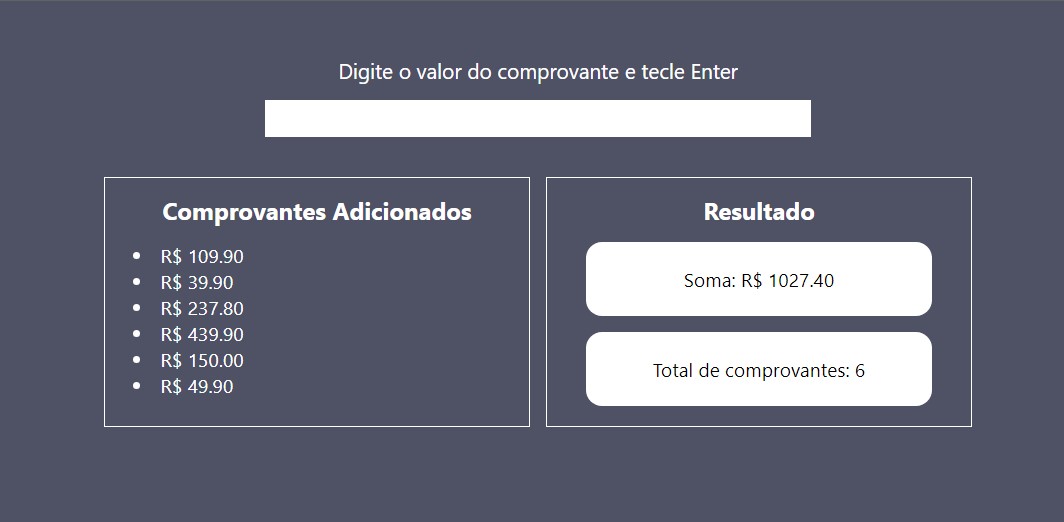 Digite o valor do comprovante e tecle Enter
Comprovantes Adicionados
R$ 109.90
R$ 39.90
R$ 237.80
R$ 439.90
R$ 150.00
R$ 49.90
Resultado
Soma: R$ 1027.40
Total de comprovantes: 6